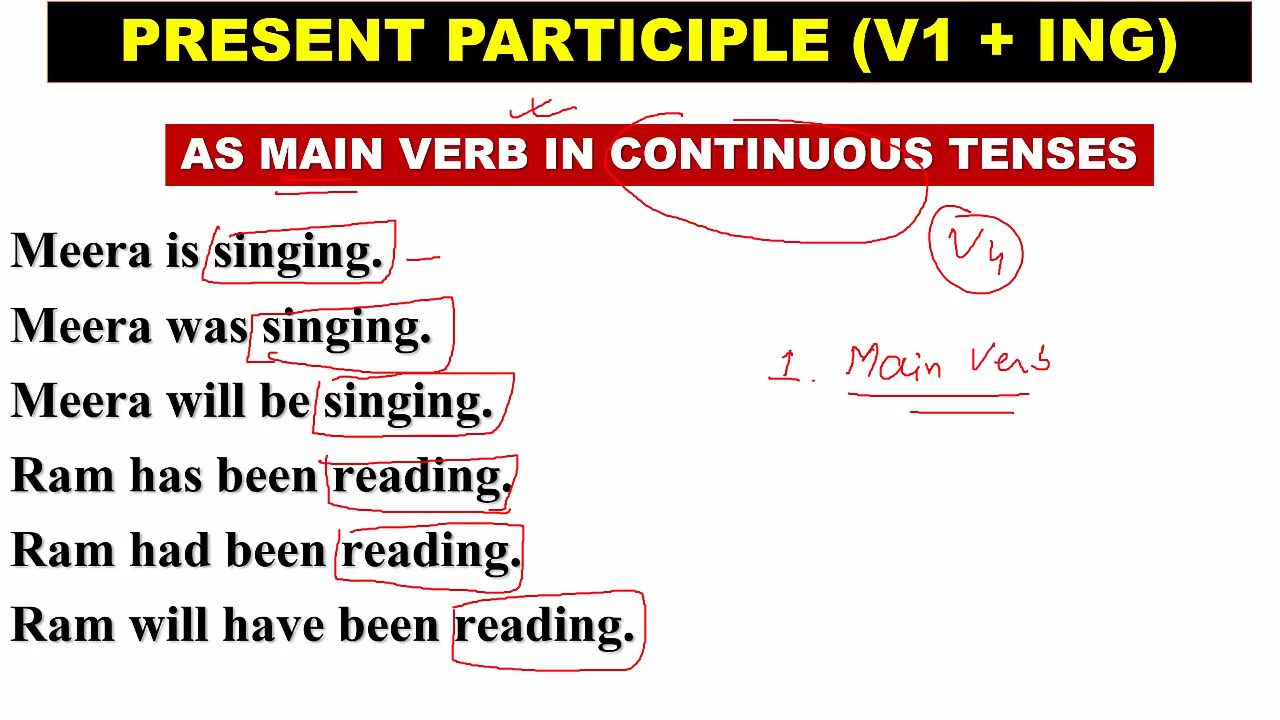 PRESENT PARTICIPLE (V1 + ING)
AS MAIN VERB IN CONTINUOUS TENSES
Meera is singing.
V4
Meera was singing.
1. Main Verb
Meera will be singing.
Ram has been reading.
Ram had been reading.
Ram will have been reading.